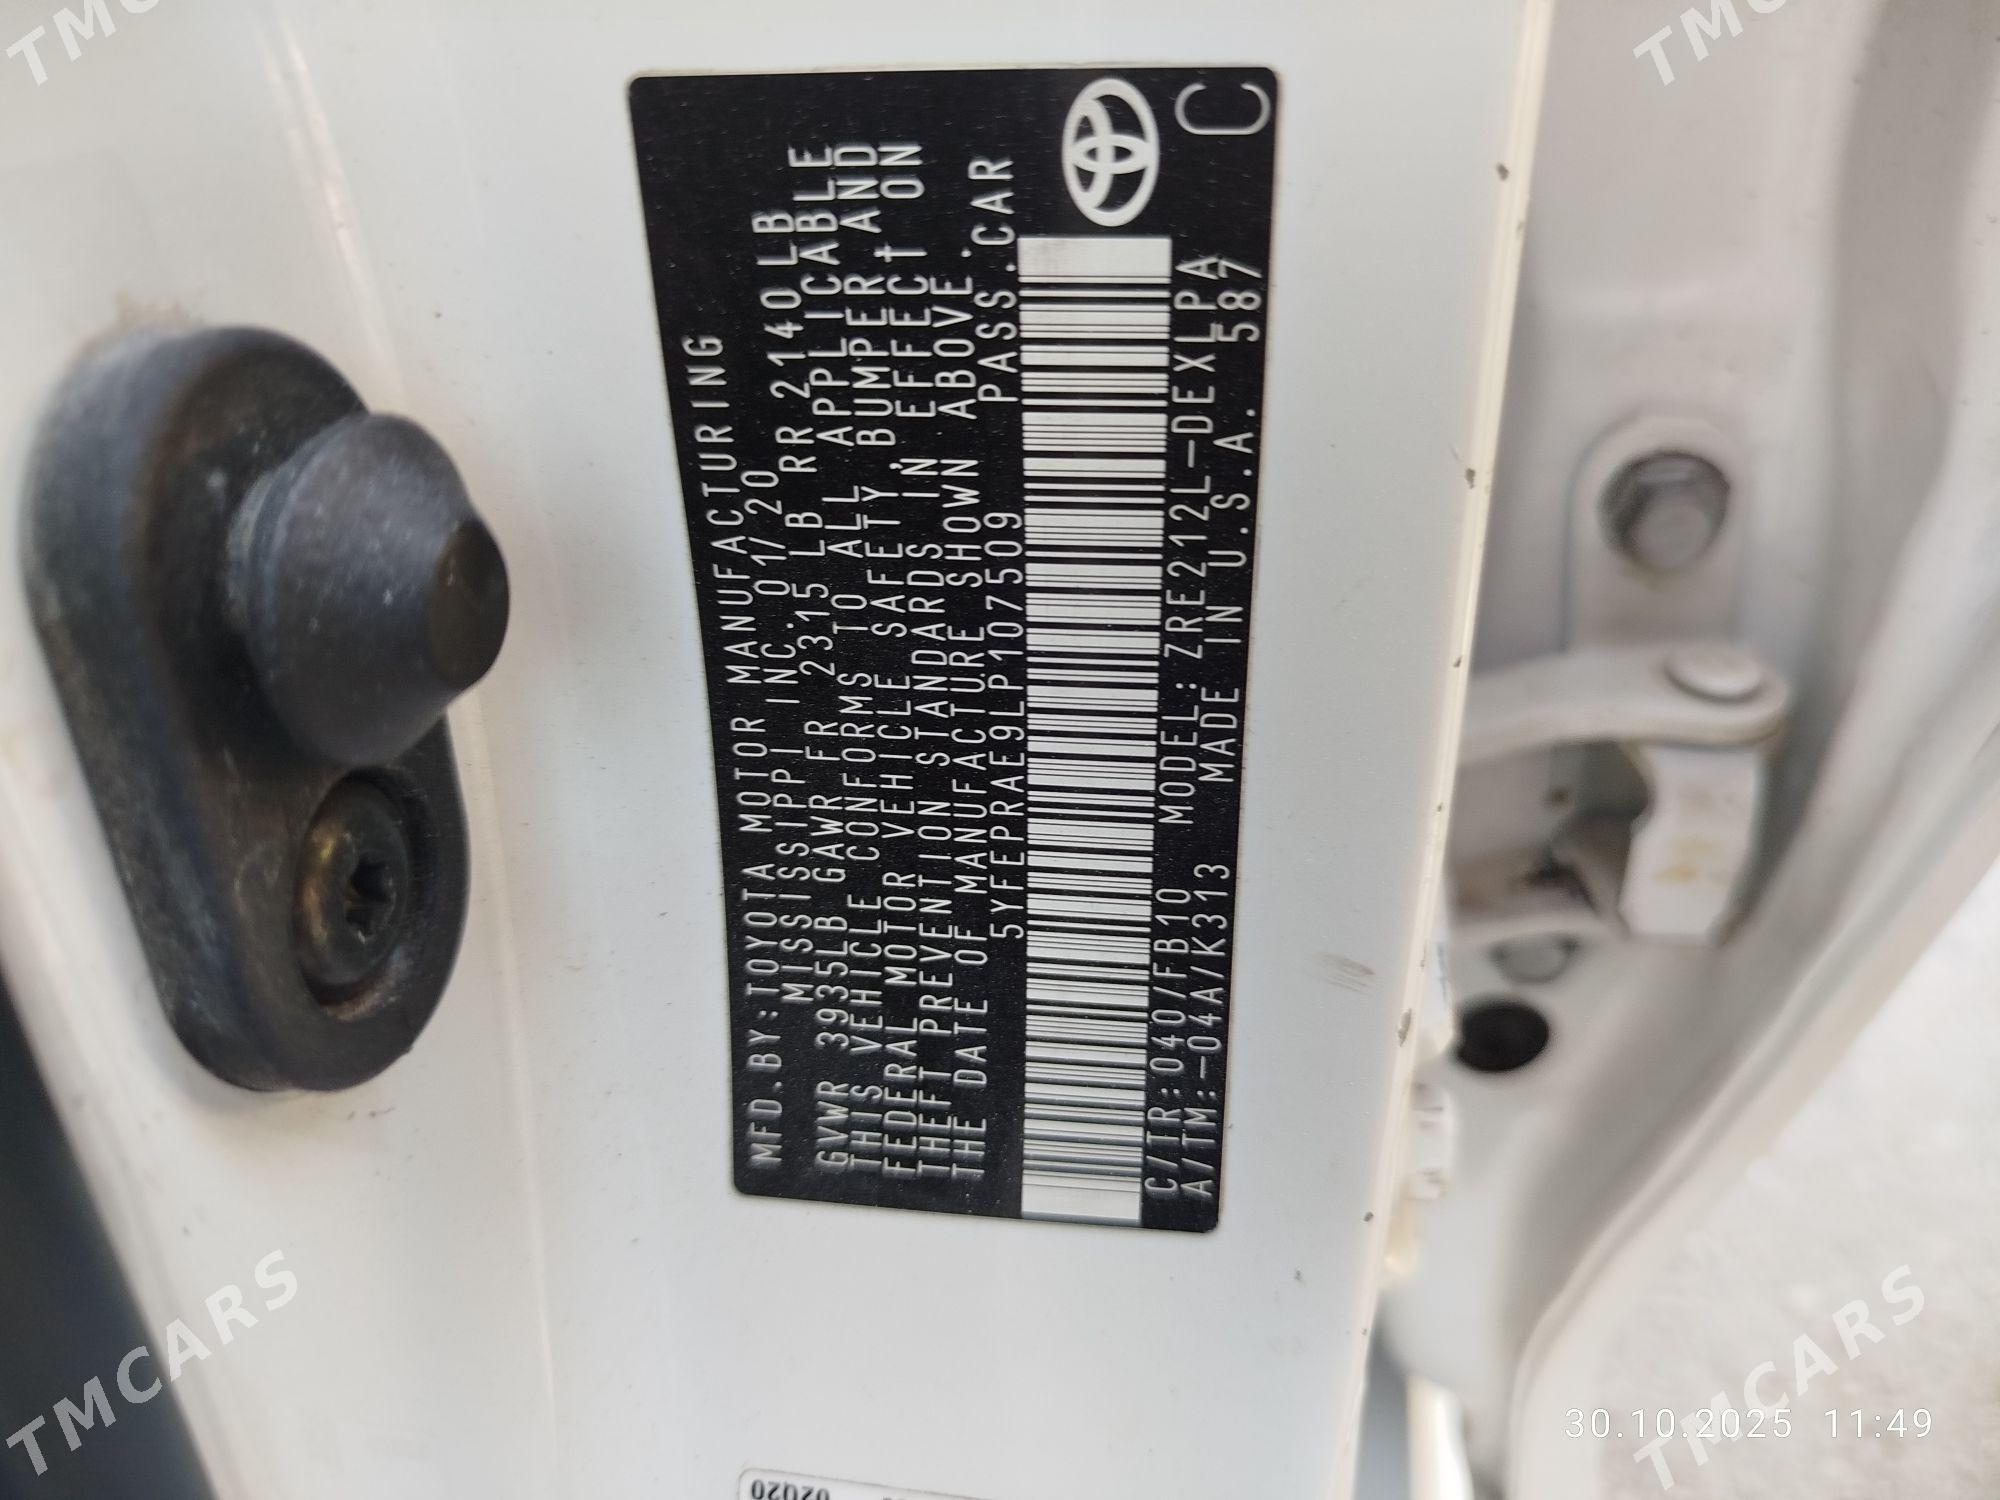 MFD.BY:TOYOTA MOTOR MANUFACTURING
MISSISSIPPI INC 01/20
GVWR 3935LB GAWR FR 2315 LB RR 2140LB
THIS VEHICLE CONFORMS TO ALL APPLICABLE
FEDERAL MOTOR VEHICLE SAFETY, BUMPER AND
THEFT PREVENTION STANDARDS IN EFFECT ON
THE DATE OF MANUFACTURE SHOWN ABOVE.
5YFEPRAE9LP107509 PASS.CAR
C/TR:040/FB10 MODEL:ZRE212L-DEXLPA
A/TM:-04A/K313 MADE IN U.S.A. 587
C
02Q20
TMCARS
TMCARS
30.10.2025 11:49